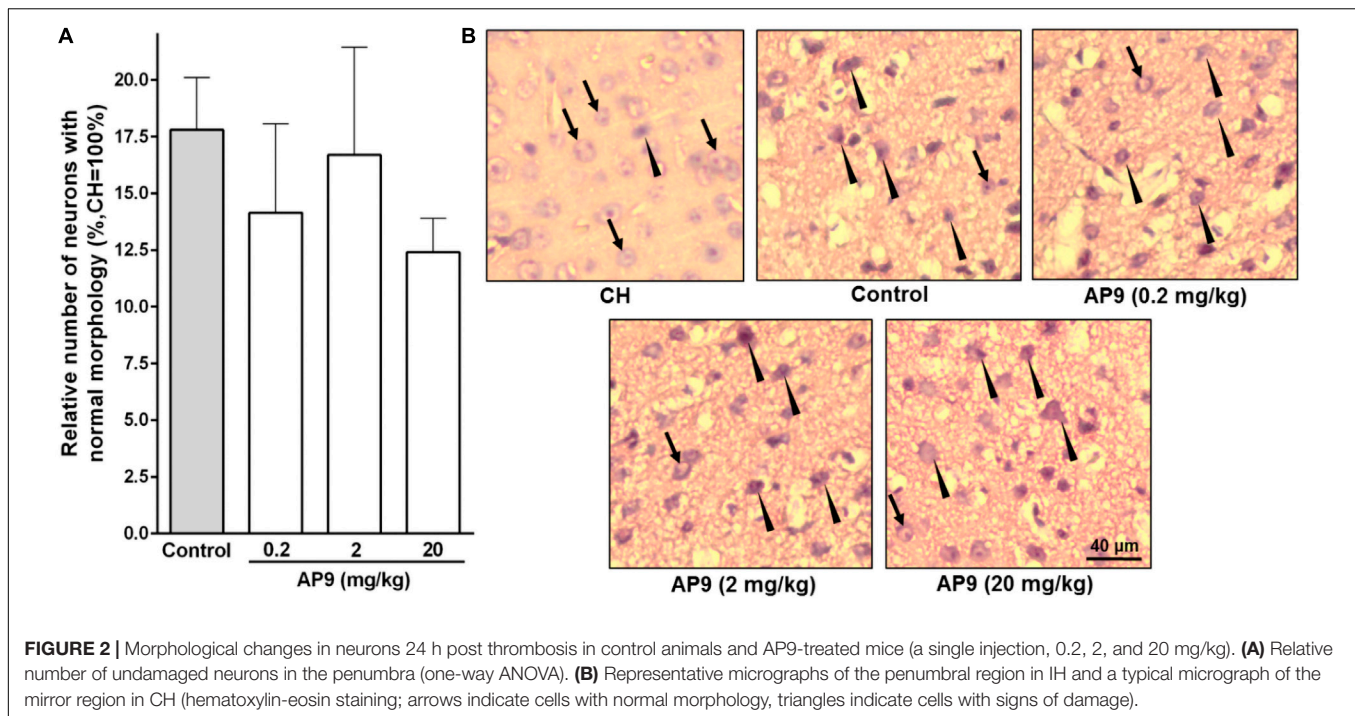 A
B
Relative number of neurons with
normal morphology (%,CH=100%)
20.0
17.5
15.0
12.5
10.0
7.5
5.0
2.5
0.0
Control
0.2
2
20
AP9 (mg/kg)
CH
Control
AP9 (0.2 mg/kg)
40 µm
AP9 (2 mg/kg)
AP9 (20 mg/kg)
FIGURE 2 | Morphological changes in neurons 24 h post thrombosis in control animals and AP9-treated mice (a single injection, 0.2, 2, and 20 mg/kg). (A) Relative
number of undamaged neurons in the penumbra (one-way ANOVA). (B) Representative micrographs of the penumbral region in IH and a typical micrograph of the
mirror region in CH (hematoxylin-eosin staining; arrows indicate cells with normal morphology, triangles indicate cells with signs of damage).